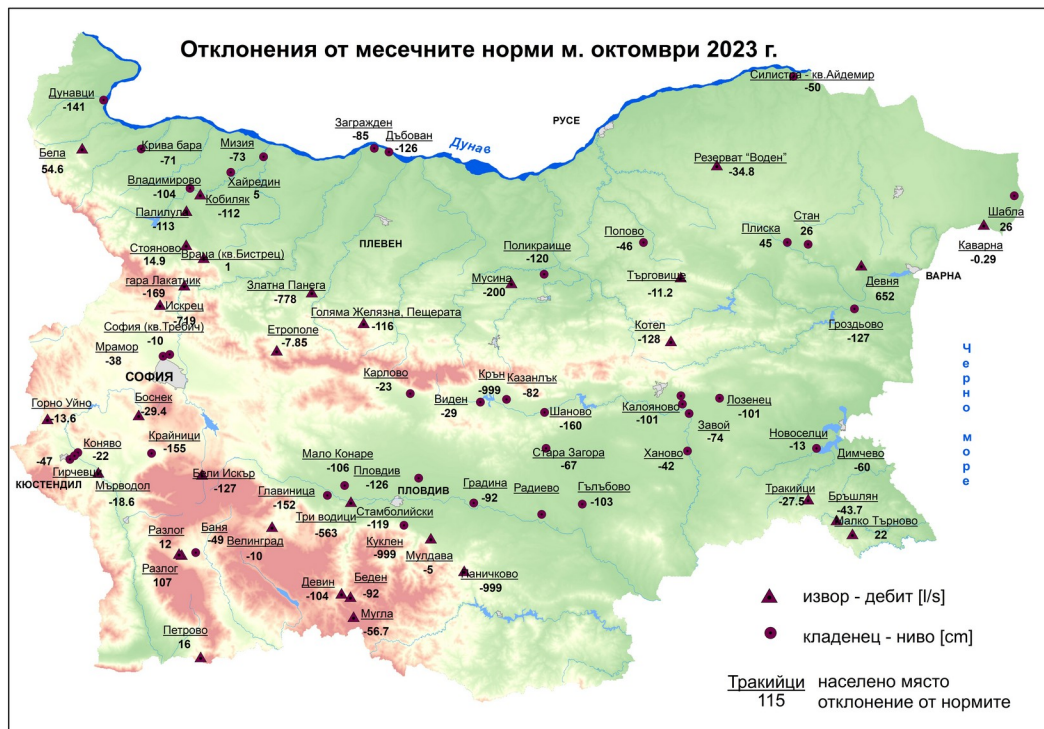 Отклонения от месечните норми м. октомври 2023 г.
Силистра - кв.Айдемир
-50
Дунавци
-141
Загражден
-85
Дъбован
-126
Дунав
РУСЕ
Бела
54.6
Крива бара
-71
Мизия
-73
Хайредин
5
Резерват "Воден"
-34.8
Владимирово
-104
Кобиляк
-112
Палилула
-113
Шабла
26
Каварна
-0.29
Стан
26
Плиска
45
Попово
-46
ПЛЕВЕН
Поликраище
-120
Стояново
14.9
Враца (кв.Бистрец)
1
гара Лакатник
-169
Златна Панега
-778
Мусина
-200
Търговище
-11.2
Девня
652
ВАРНА
Искрец
-719
София (кв.Требич)
-10
Голяма Желязна, Пещерата
-116
Етрополе
-7.85
Котел
-128
Гроздьово
-127
Мрамор
-38
СОФИЯ
Карлово
-23
Крън
-999
Казанлък
-82
Виден
-29
Шаново
-160
Калояново
-101
Лозенец
-101
Завой
-74
Черно море
Горно Уйно
-13.6
Боснек
-29.4
Коняво
-22
Крайници
-155
-47
Гирчевци
КЮСТЕНДИЛ
Мърводол
-18.6
Бели Искър
-127
Мало Конаре
-106
Пловдив
-126
ПЛОВДИВ
Стара Загора
-67
Ханово
-42
Новоселци
-13
Димчево
-60
Главиница
-152
Три водици
-563
Стамболийски
-119
Градина
-92
Радиево
Гълъбово
-103
Тракийци
-27.5
Бръшлян
-43.7
Малко Търново
22
Разлог
12
Баня
-49
Велинград
-10
Куклен
-999
Мулдава
-5
Паничково
-999
Разлог
107
Девин
-104
Беден
-92
Мугла
-56.7
Петрово
16
извор - дебит [l/s]
кладенец - ниво [cm]
Тракийци населено място
115 отклонение от нормите